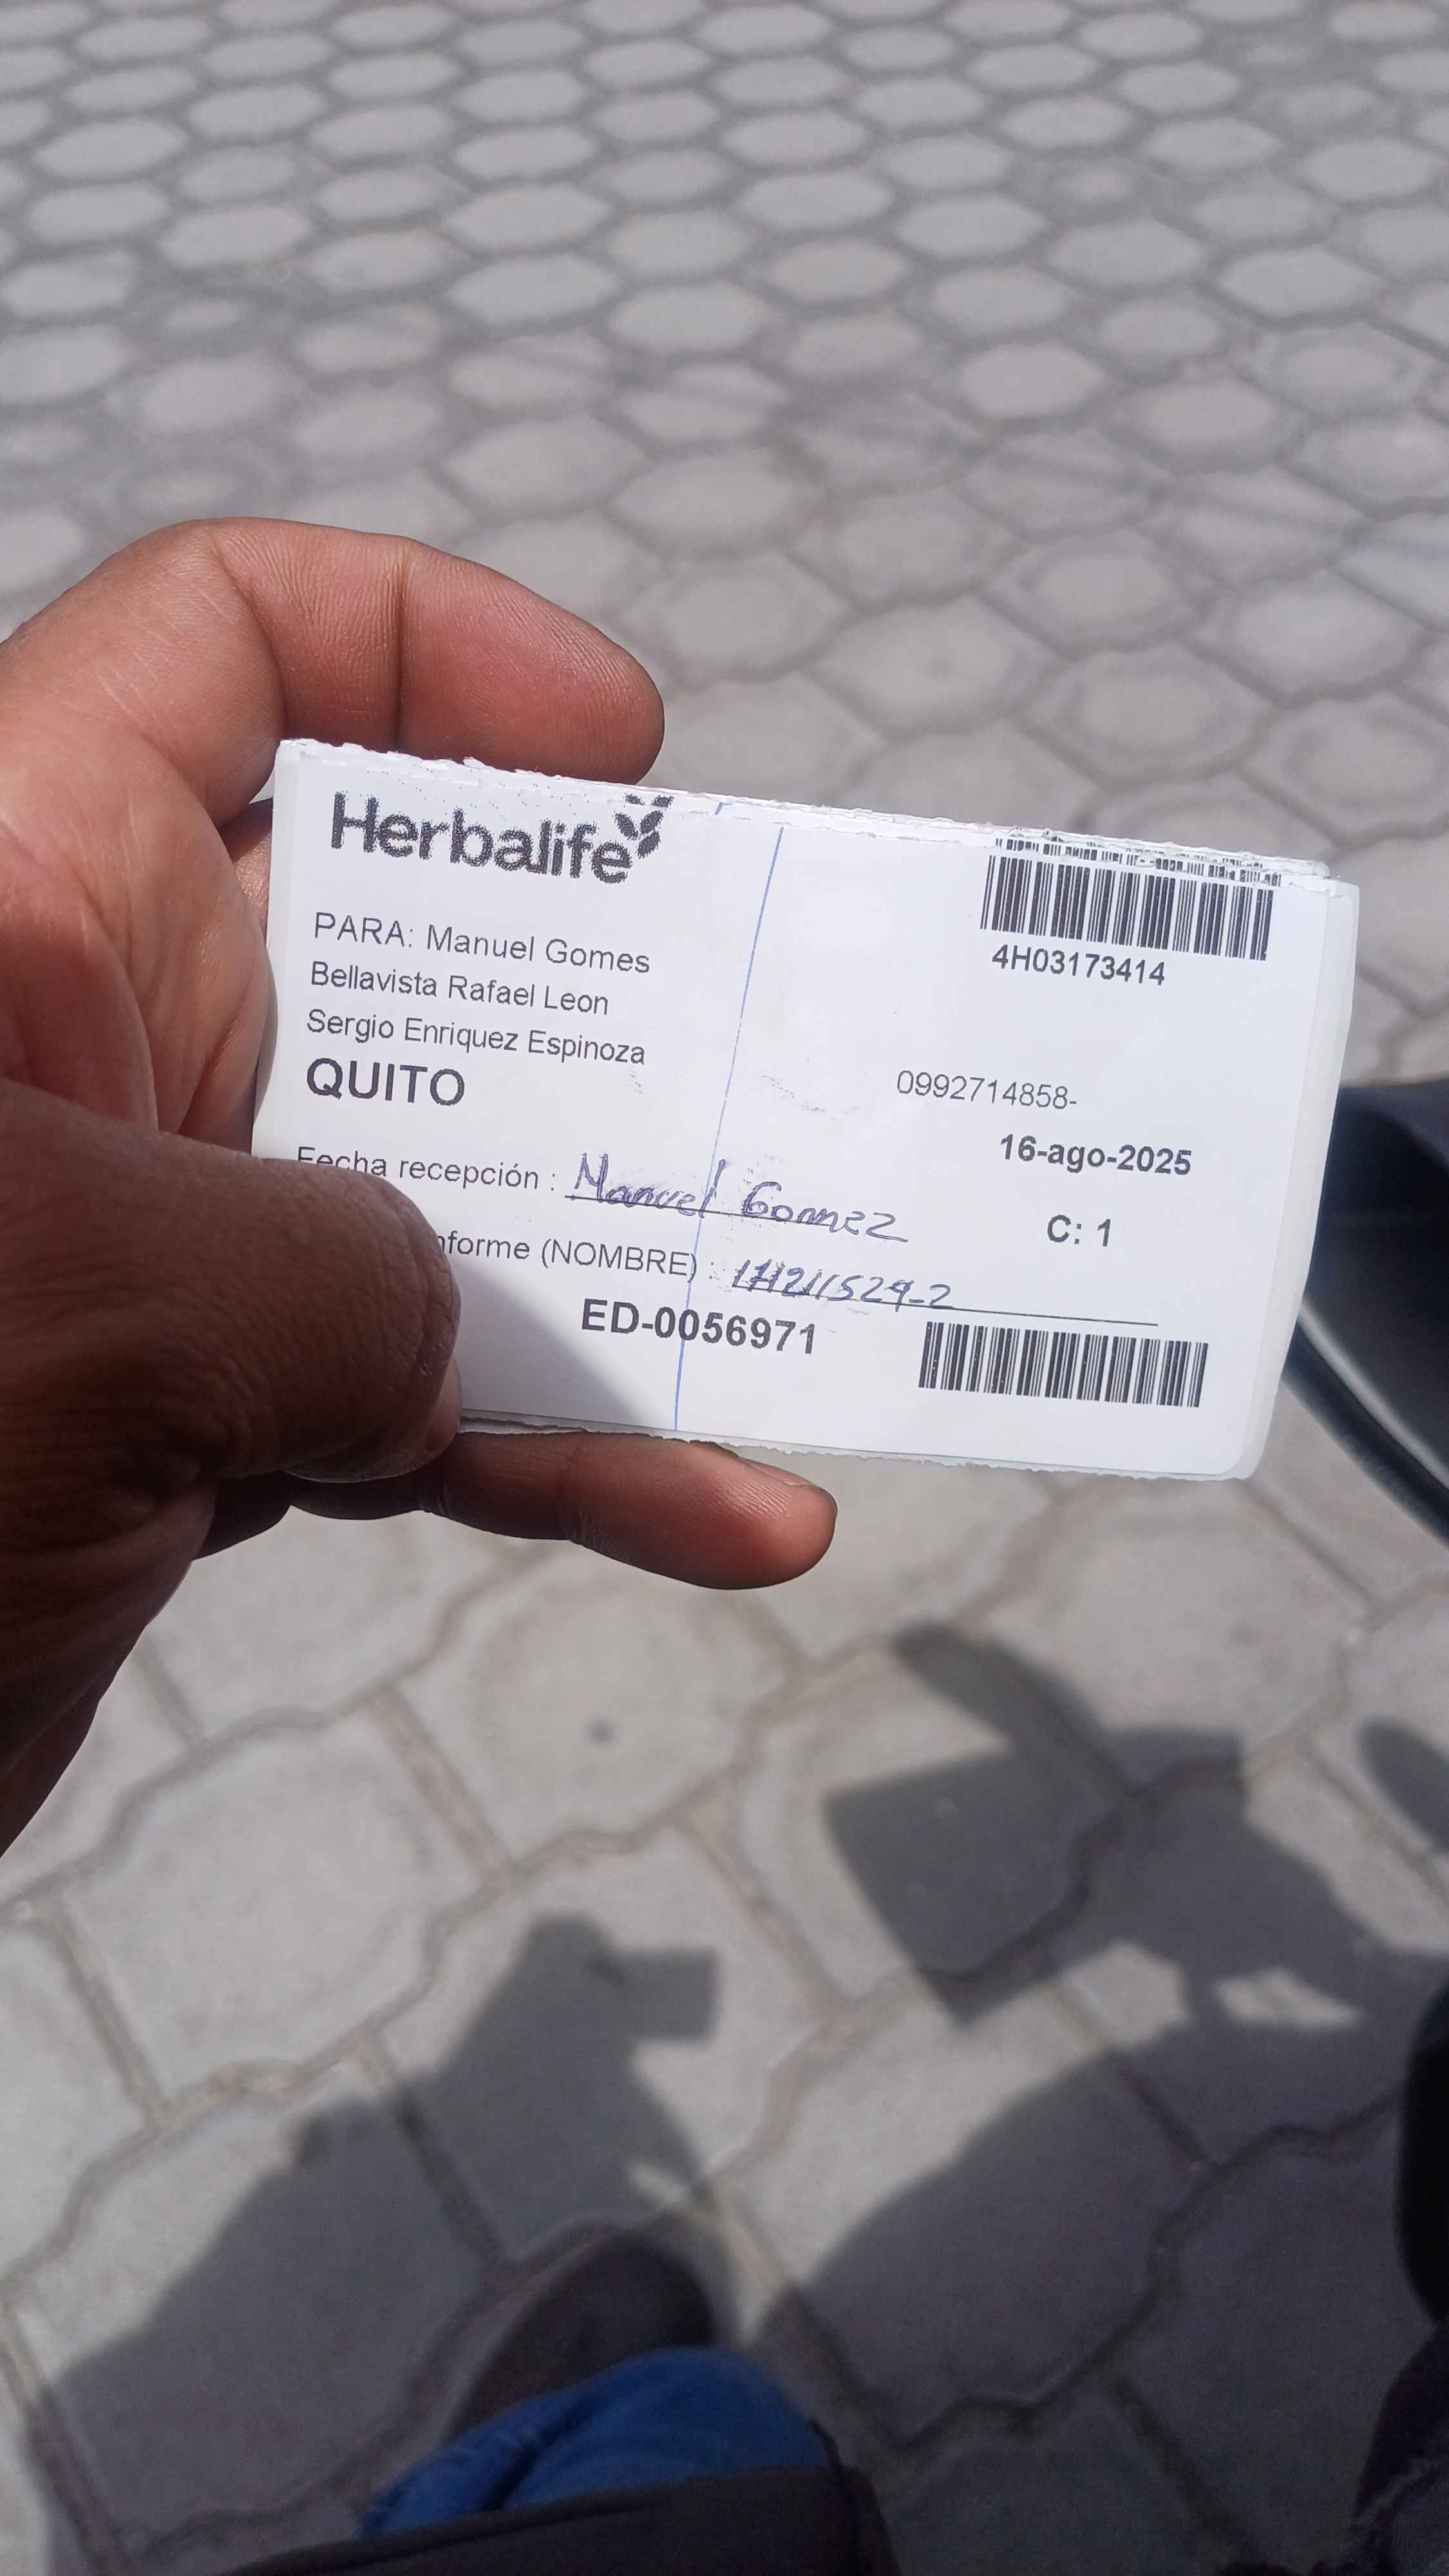 Herbalife
PARA: Manuel Gomes
Bellavista Rafael Leon
Sergio Enriquez Espinoza
QUITO
4H03173414
0992714858-
16-ago-2025
C: 1
Fecha recepción : Manuel Gomez
nforme (NOMBRE) :
ED-0056971